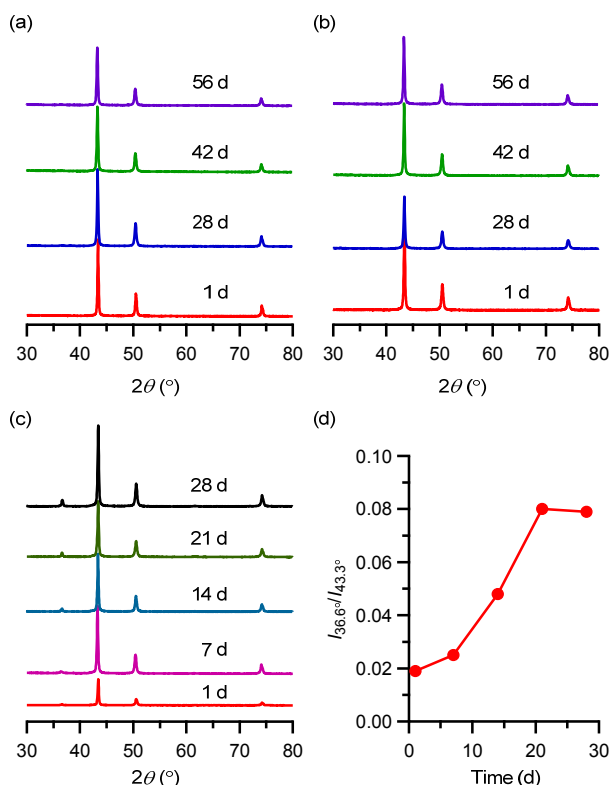 (a)
56 d
42 d
28 d
1 d
30 40 50 60 70 80
2θ (°)
(b)
56 d
42 d
28 d
1 d
30 40 50 60 70 80
2θ (°)
(c)
28 d
21 d
14 d
7 d
1 d
30 40 50 60 70 80
2θ (°)
(d)
0.10
0.08
0.06
0.04
0.02
0.00
I36.6°/I43.3°
0 10 20 30
Time (d)